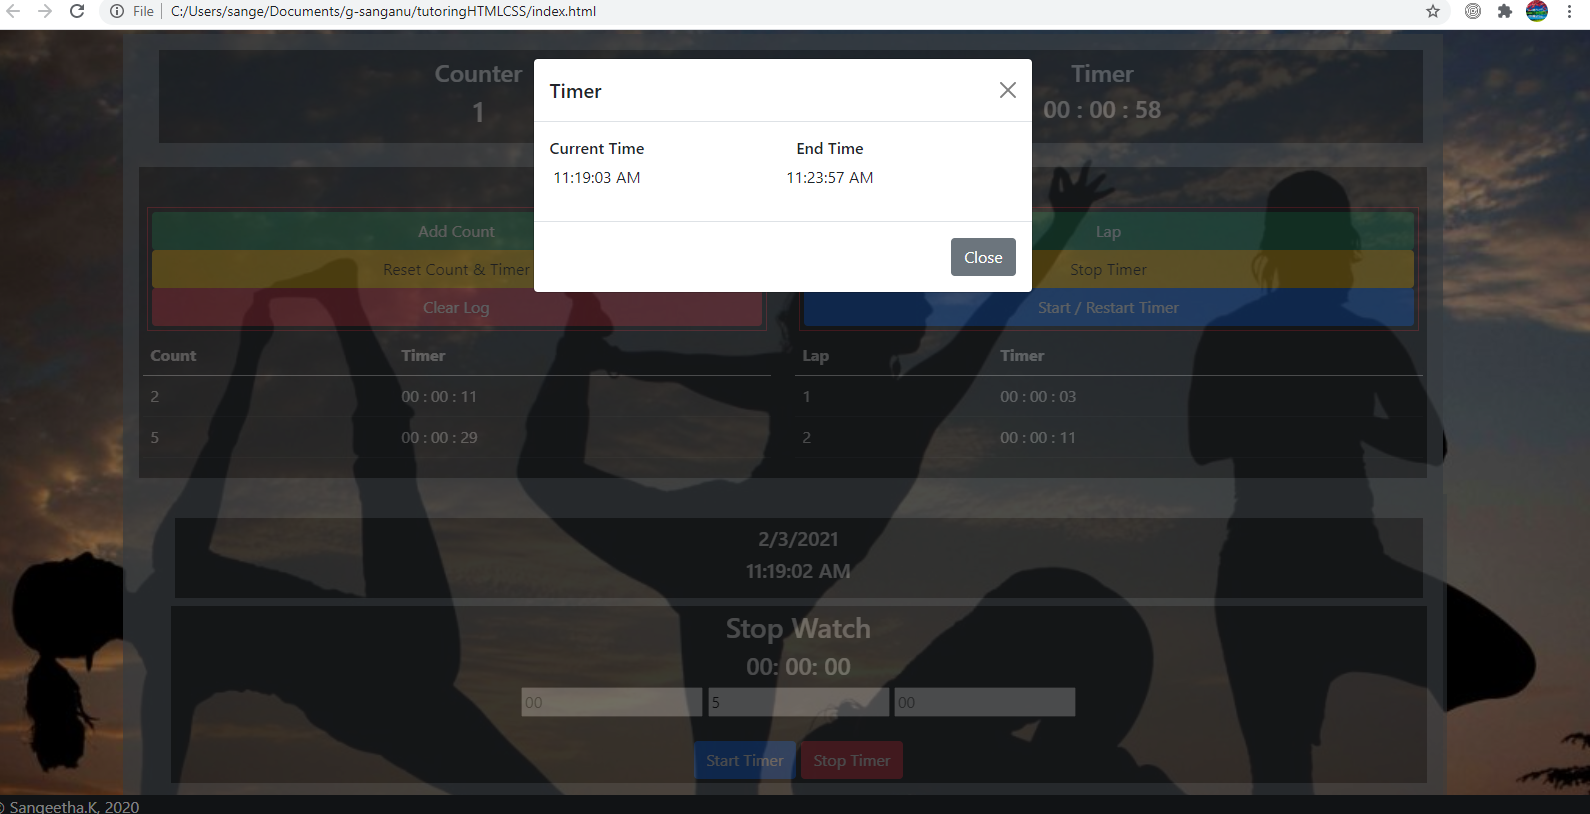 File | C:/Users/sange/Documents/g-sanganu/tutoringHTMLCSS/index.html
Counter
1
Timer
00 : 00 : 58
Timer
Current Time End Time
11:19:03 AM 11:23:57 AM
Close
Add Count
Reset Count & Timer
Clear Log
Lap
Stop Timer
Start / Restart Timer
Count Timer
2 00 : 00 : 11
5 00 : 00 : 29
Lap Timer
1 00 : 00 : 03
2 00 : 00 : 11
2/3/2021
11:19:02 AM
Stop Watch
00: 00: 00
00 5 00
Start Timer Stop Timer
© Sangeetha.K, 2020